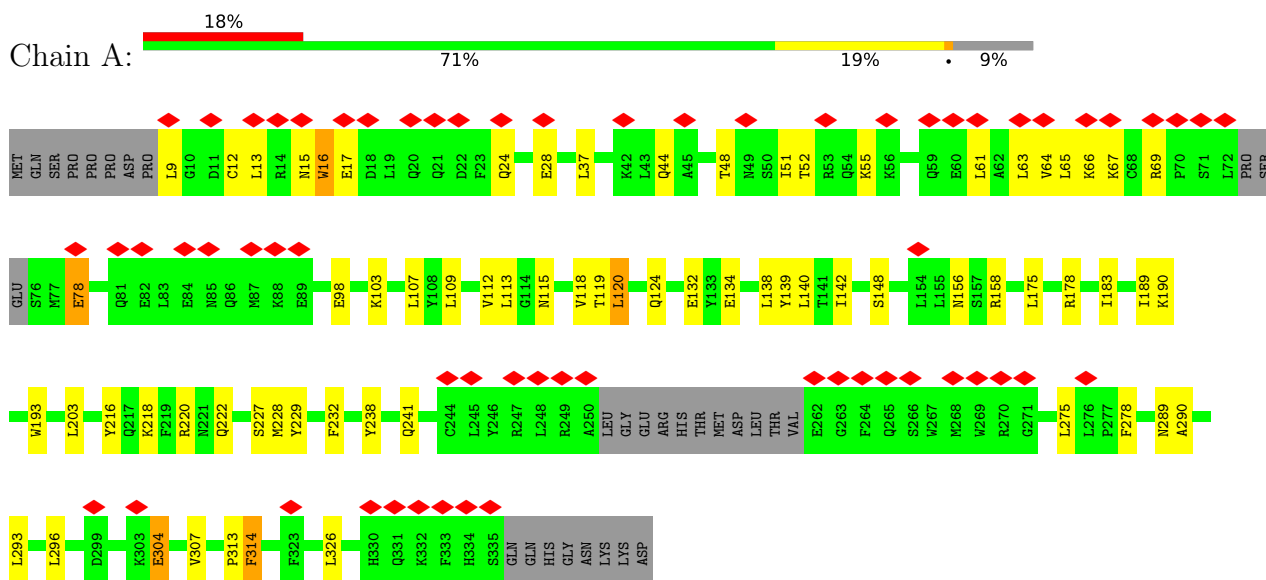 18%
Chain A:
71% 19% • 9%
MET GLN SER PRO PRO PRO ASP PRO L9 G10 D11 C12 L13 R14 N15 W16 E17 D18 L19 Q20 Q21 D22 F23 Q24 E28 L37 K42 L43 Q44 A45 T48 N49 S50 I51 T52 R53 Q54 K55 K56 Q59 E60 L61 A62 L63 V64 L65 K66 K67 C68 R69 P70 S71 L72 PRO SER
GLU S76 M77 E78 Q81 E82 L83 E84 N85 Q86 M87 K88 E89 E98 K103 L107 Y108 L109 V112 L113 G114 N115 V118 T119 L120 Q124 E132 Y133 E134 L138 Y139 L140 T141 I142 S148 L154 L155 N156 S157 R158 L175 R178 I183 I189 K190
W193 L203 Y216 Q217 K218 F219 R220 N221 Q222 S227 M228 Y229 F232 Y238 Q241 C244 L245 Y246 R247 L248 R249 A250 LEU GLY GLU ARG HIS THR MET ASP LEU THR VAL E262 G263 F264 Q265 S266 W267 M268 W269 R270 G271 L275 L276 P277 F278 N289 A290
L293 L296 D299 K303 E304 V307 P313 F314 F323 L326 H330 Q331 K332 F333 H334 S335 GLN GLN HIS GLY ASN LYS LYS ASP